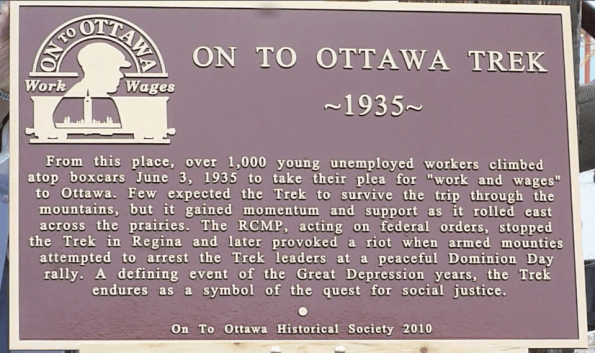 ON TO OTTAWA
Work Wages
ON TO OTTAWA TREK
~1935~
From this place, over 1,000 young unemployed workers climbed
atop boxcars June 3, 1935 to take their plea for "work and wages"
to Ottawa. Few expected the Trek to survive the trip through the
mountains, but it gained momentum and support as it rolled east
across the prairies. The RCMP, acting on federal orders, stopped
the Trek in Regina and later provoked a riot when armed mounties
attempted to arrest the Trek leaders at a peaceful Dominion Day
rally. A defining event of the Great Depression years, the Trek
endures as a symbol of the quest for social justice.
On To Ottawa Historical Society 2010